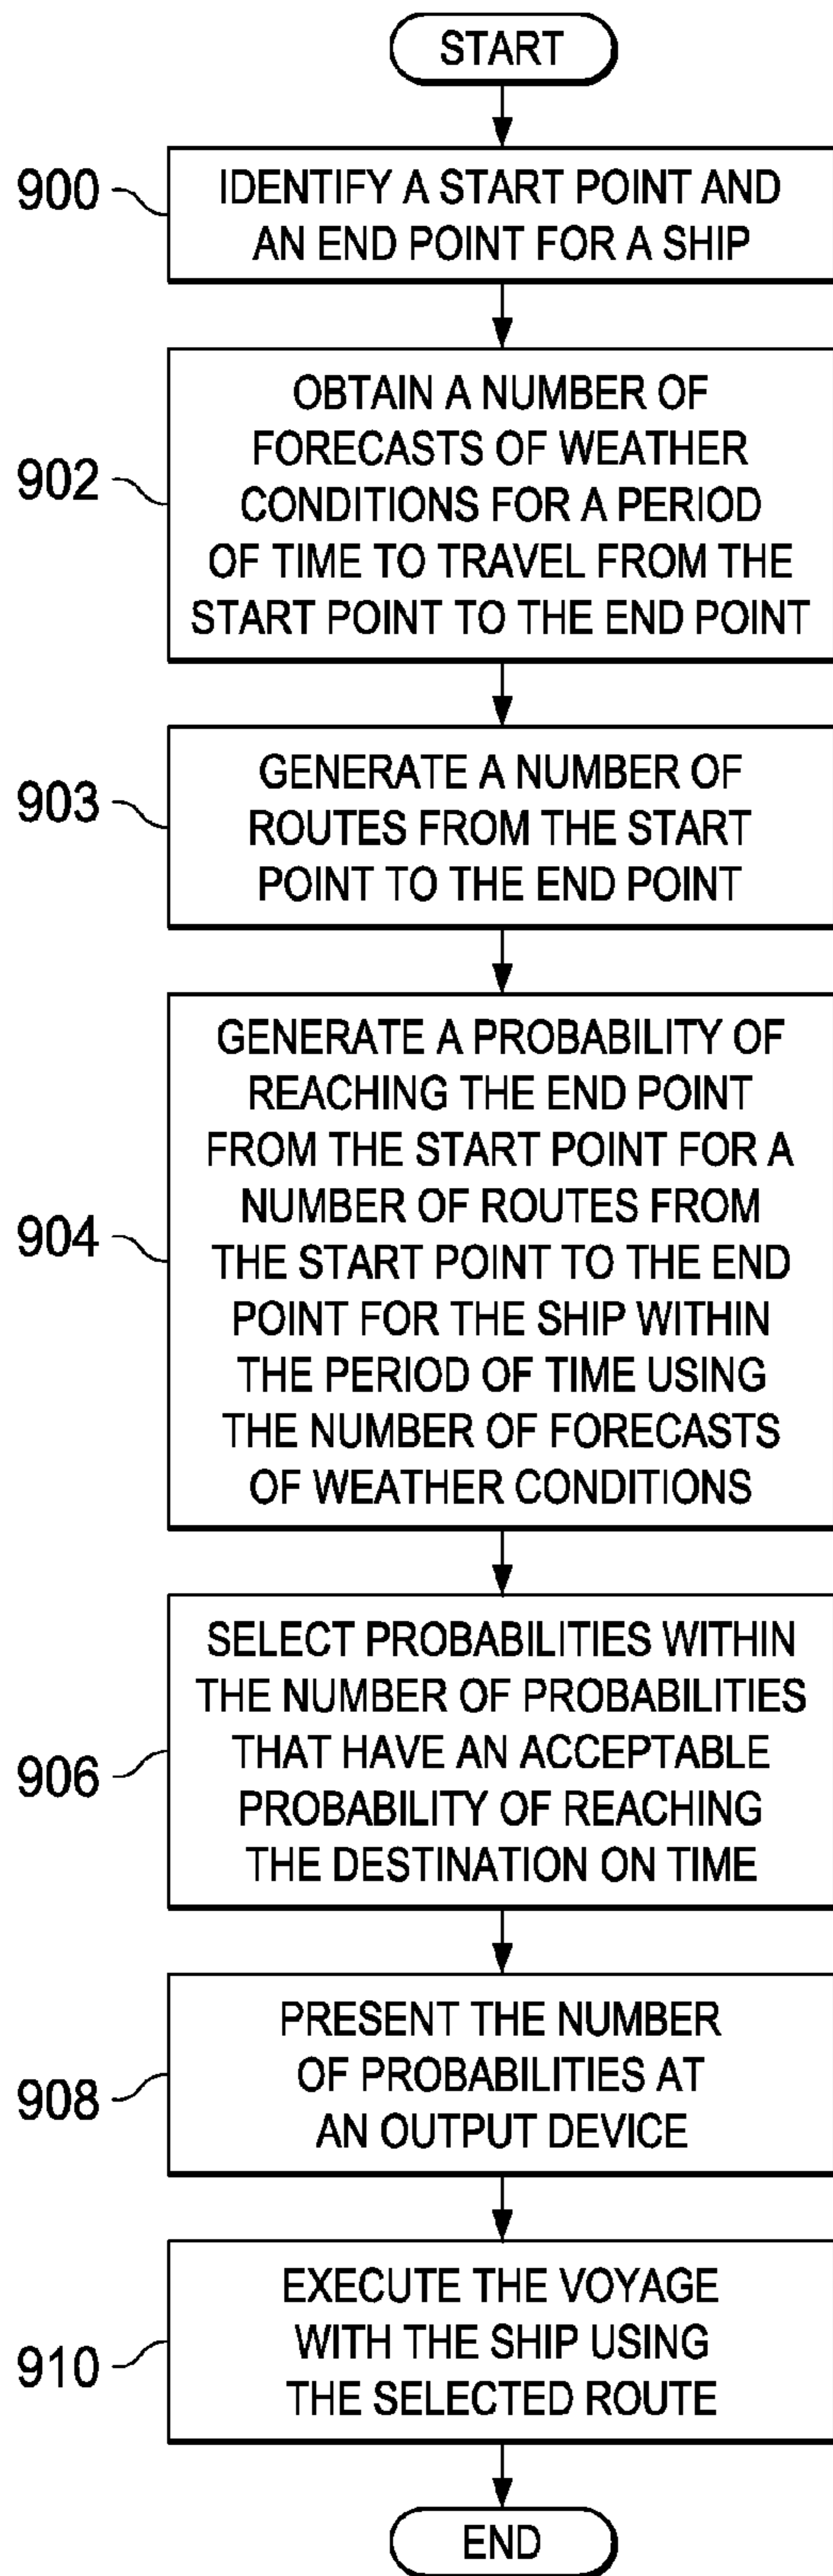 START
900
IDENTIFY A START POINT AND
AN END POINT FOR A SHIP
902
OBTAIN A NUMBER OF
FORECASTS OF WEATHER
CONDITIONS FOR A PERIOD
OF TIME TO TRAVEL FROM THE
START POINT TO THE END POINT
903
GENERATE A NUMBER OF
ROUTES FROM THE START
POINT TO THE END POINT
904
GENERATE A PROBABILITY OF
REACHING THE END POINT
FROM THE START POINT FOR A
NUMBER OF ROUTES FROM
THE START POINT TO THE END
POINT FOR THE SHIP WITHIN
THE PERIOD OF TIME USING
THE NUMBER OF FORECASTS
OF WEATHER CONDITIONS
906
SELECT PROBABILITIES WITHIN
THE NUMBER OF PROBABILITIES
THAT HAVE AN ACCEPTABLE
PROBABILITY OF REACHING
THE DESTINATION ON TIME
908
PRESENT THE NUMBER
OF PROBABILITIES AT
AN OUTPUT DEVICE
910
EXECUTE THE VOYAGE
WITH THE SHIP USING
THE SELECTED ROUTE
END